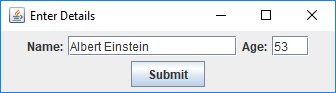 Enter Details
Name: Albert Einstein Age: 53
Submit